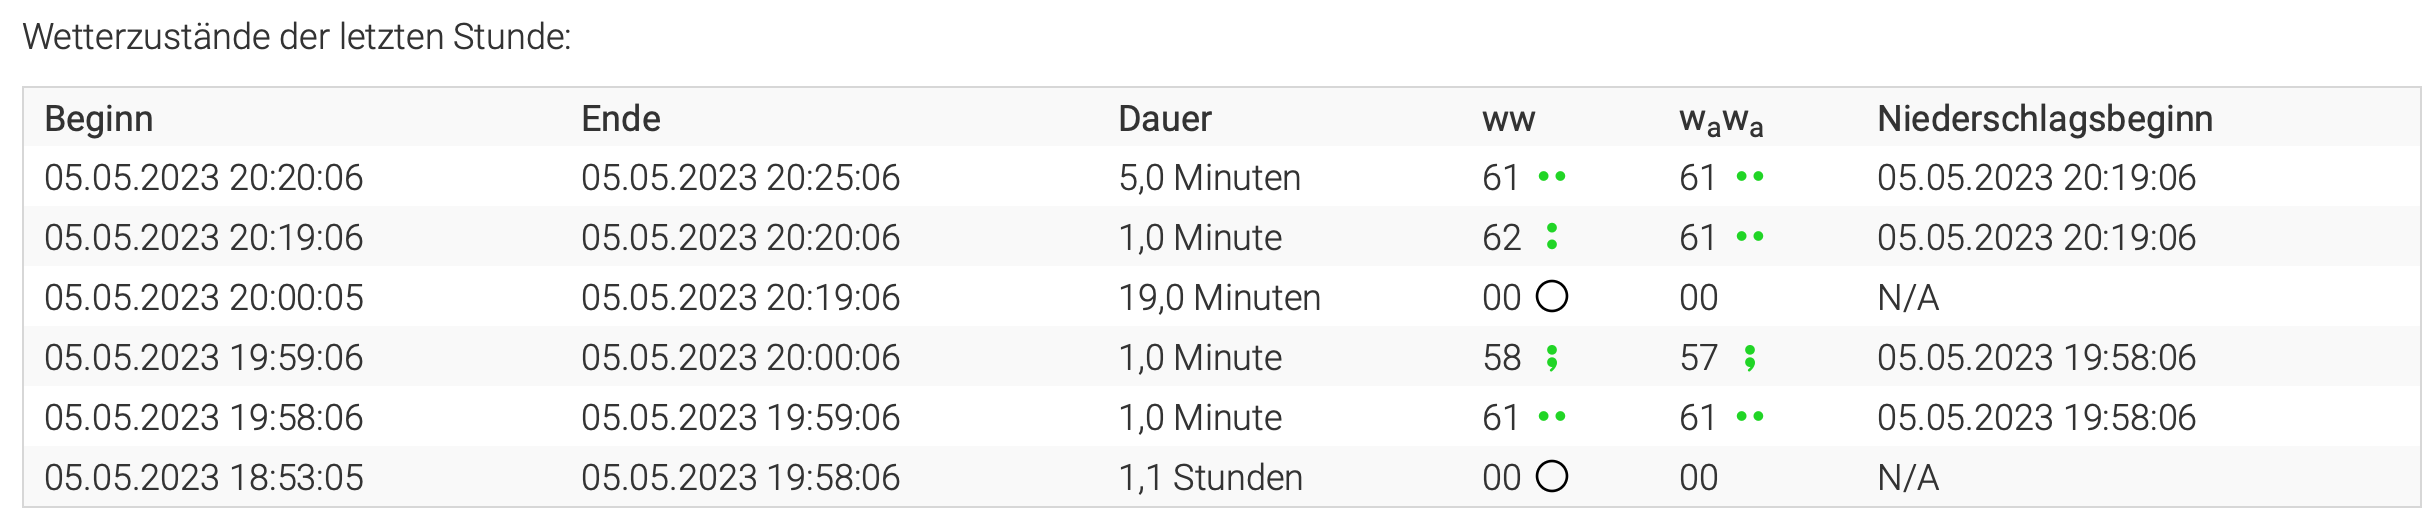 Wetterzustände der letzten Stunde:
Beginn Ende Dauer ww wₐwₐ Niederschlagsbeginn
05.05.2023 20:20:06 05.05.2023 20:25:06 5,0 Minuten 61 61 05.05.2023 20:19:06
05.05.2023 20:19:06 05.05.2023 20:20:06 1,0 Minute 62 61 05.05.2023 20:19:06
05.05.2023 20:00:05 05.05.2023 20:19:06 19,0 Minuten 00 00 N/A
05.05.2023 19:59:06 05.05.2023 20:00:06 1,0 Minute 58 57 05.05.2023 19:58:06
05.05.2023 19:58:06 05.05.2023 19:59:06 1,0 Minute 61 61 05.05.2023 19:58:06
05.05.2023 18:53:05 05.05.2023 19:58:06 1,1 Stunden 00 00 N/A